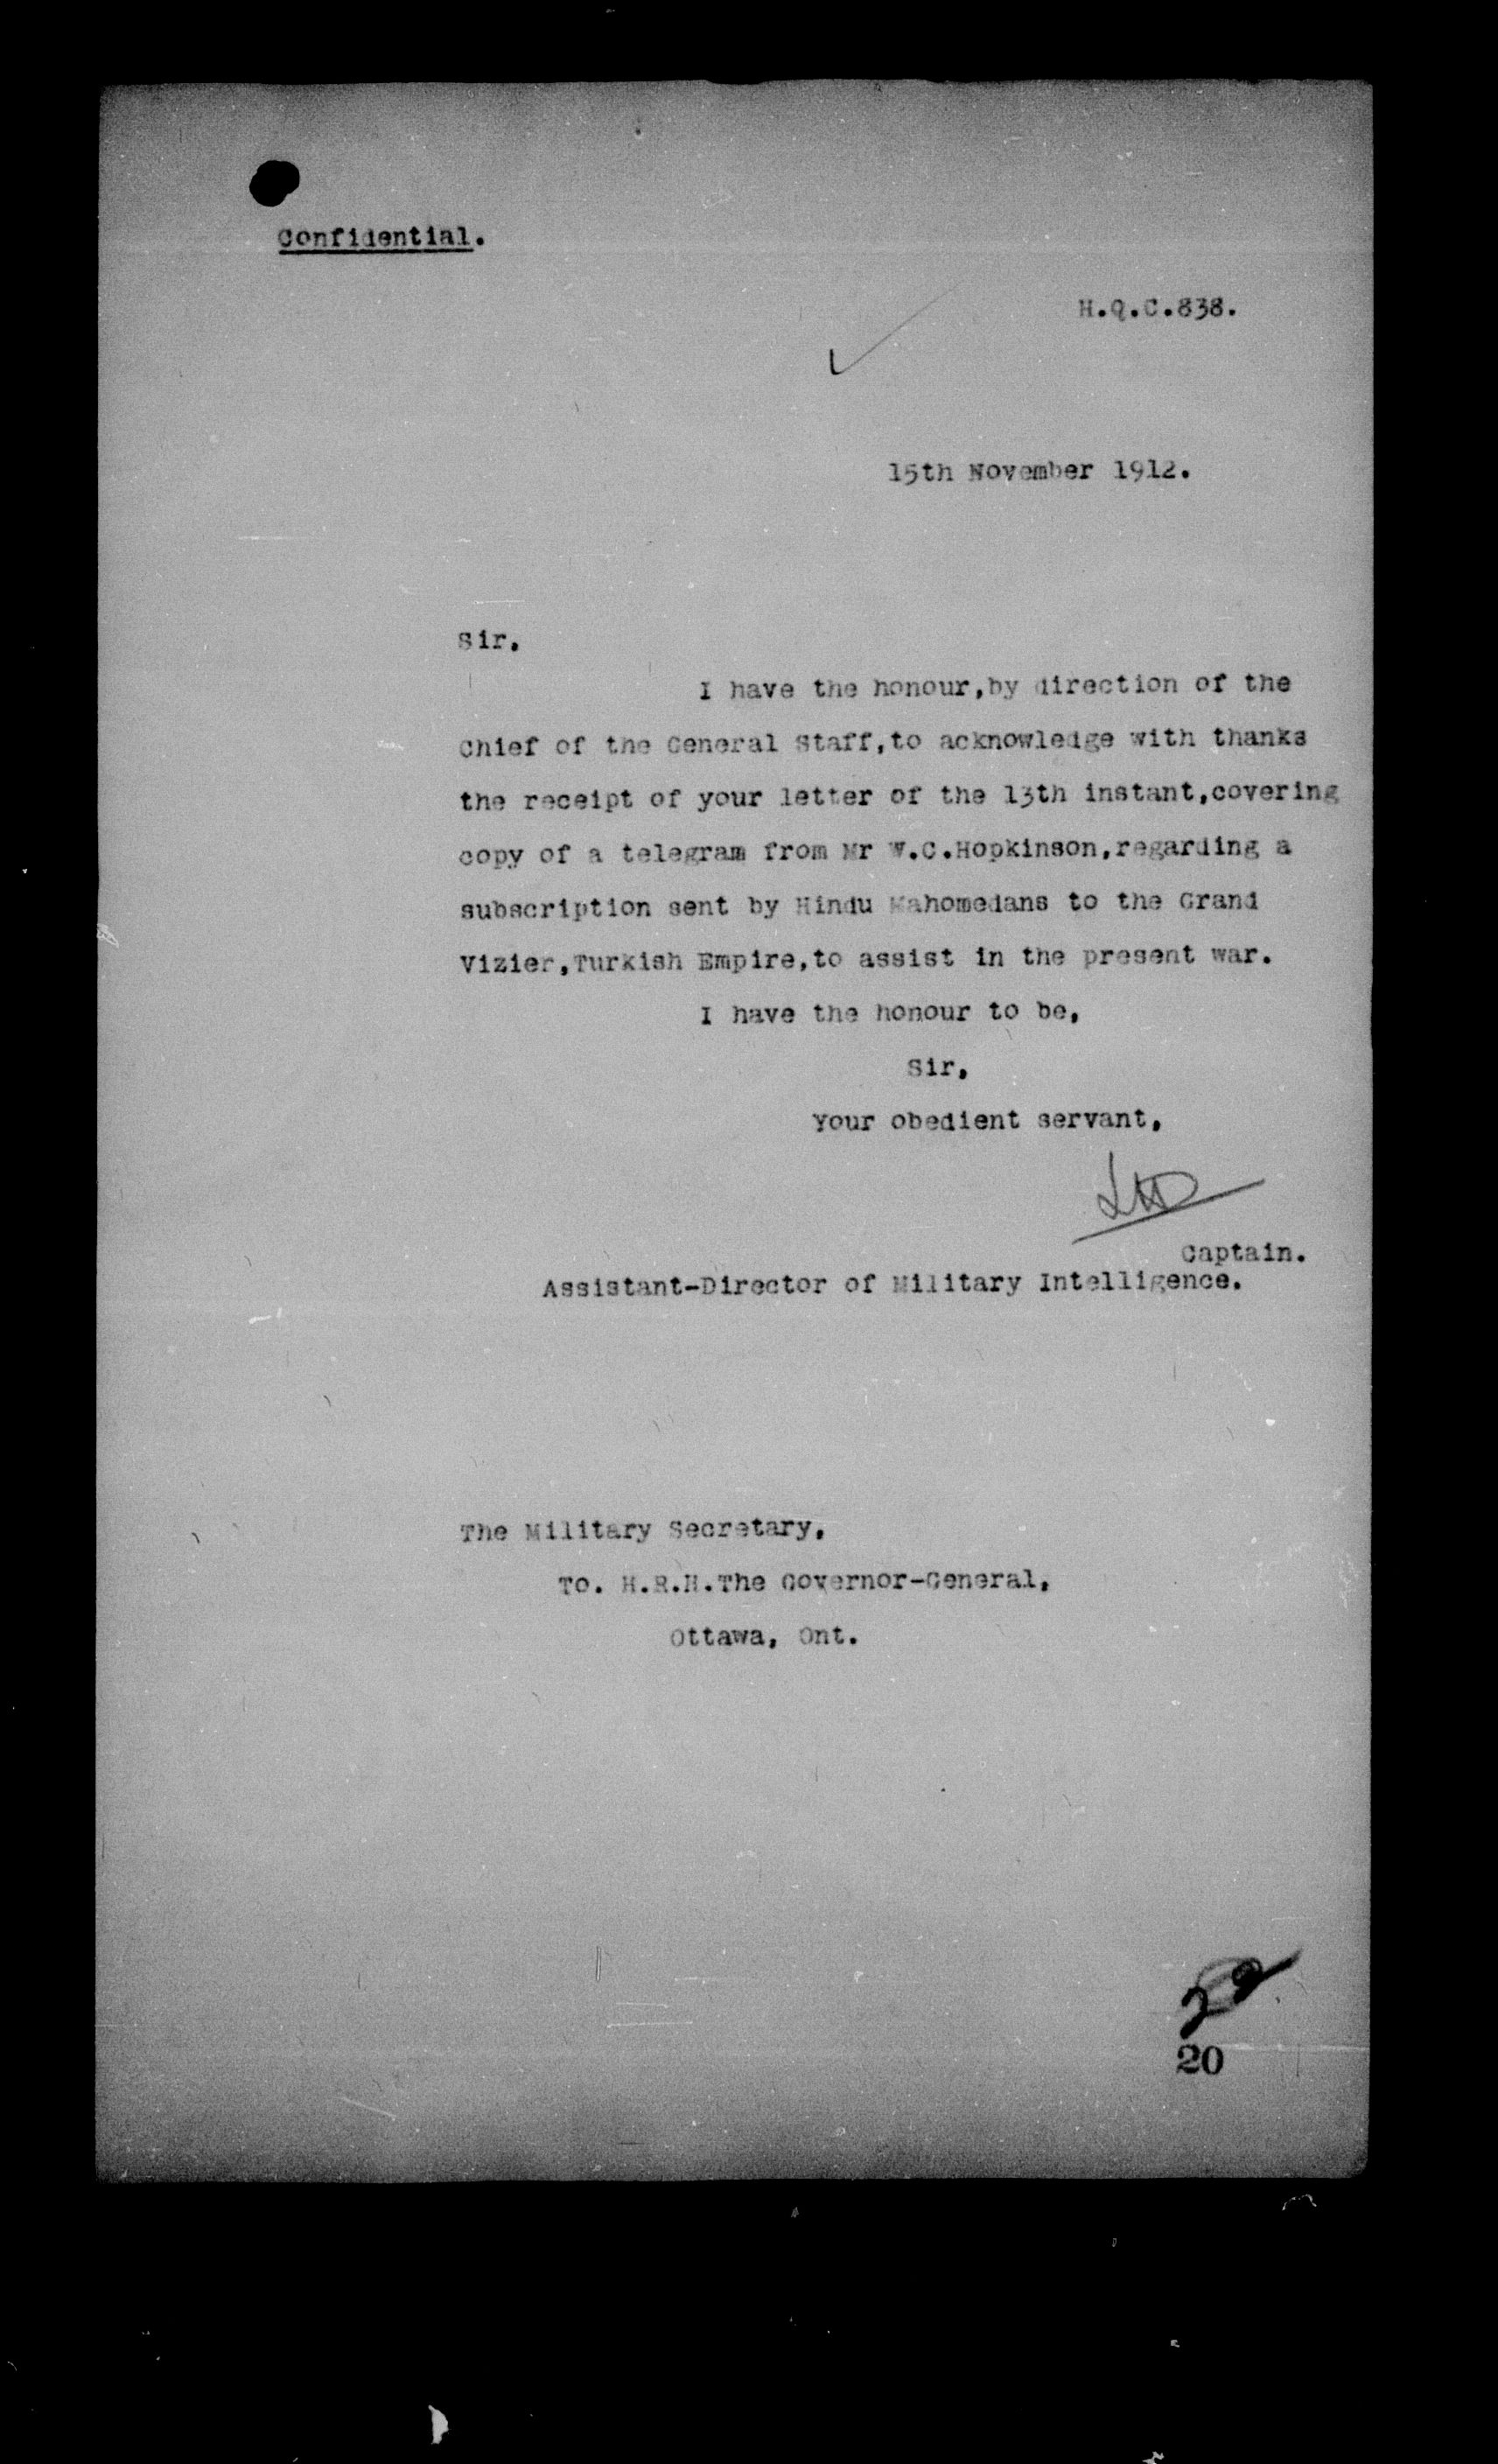 Confidential.
H.Q.C.838.
15th November 1912.
Sir,
I have the honour,by direction of the
Chief of the General Staff,to acknowledge with thanks
the receipt of your letter of the 13th instant,covering
copy of a telegram from Mr W.C.Hopkinson,regarding a
subscription sent by Hindu Mahomedans to the Grand
Vizier,Turkish Empire,to assist in the present war.
I have the honour to be,
Sir,
Your obedient servant,
Captain.
Assistant-Director of Military Intelligence.
The Military Secretary,
To. H.R.H.The Governor-General,
Ottawa, Ont.
20